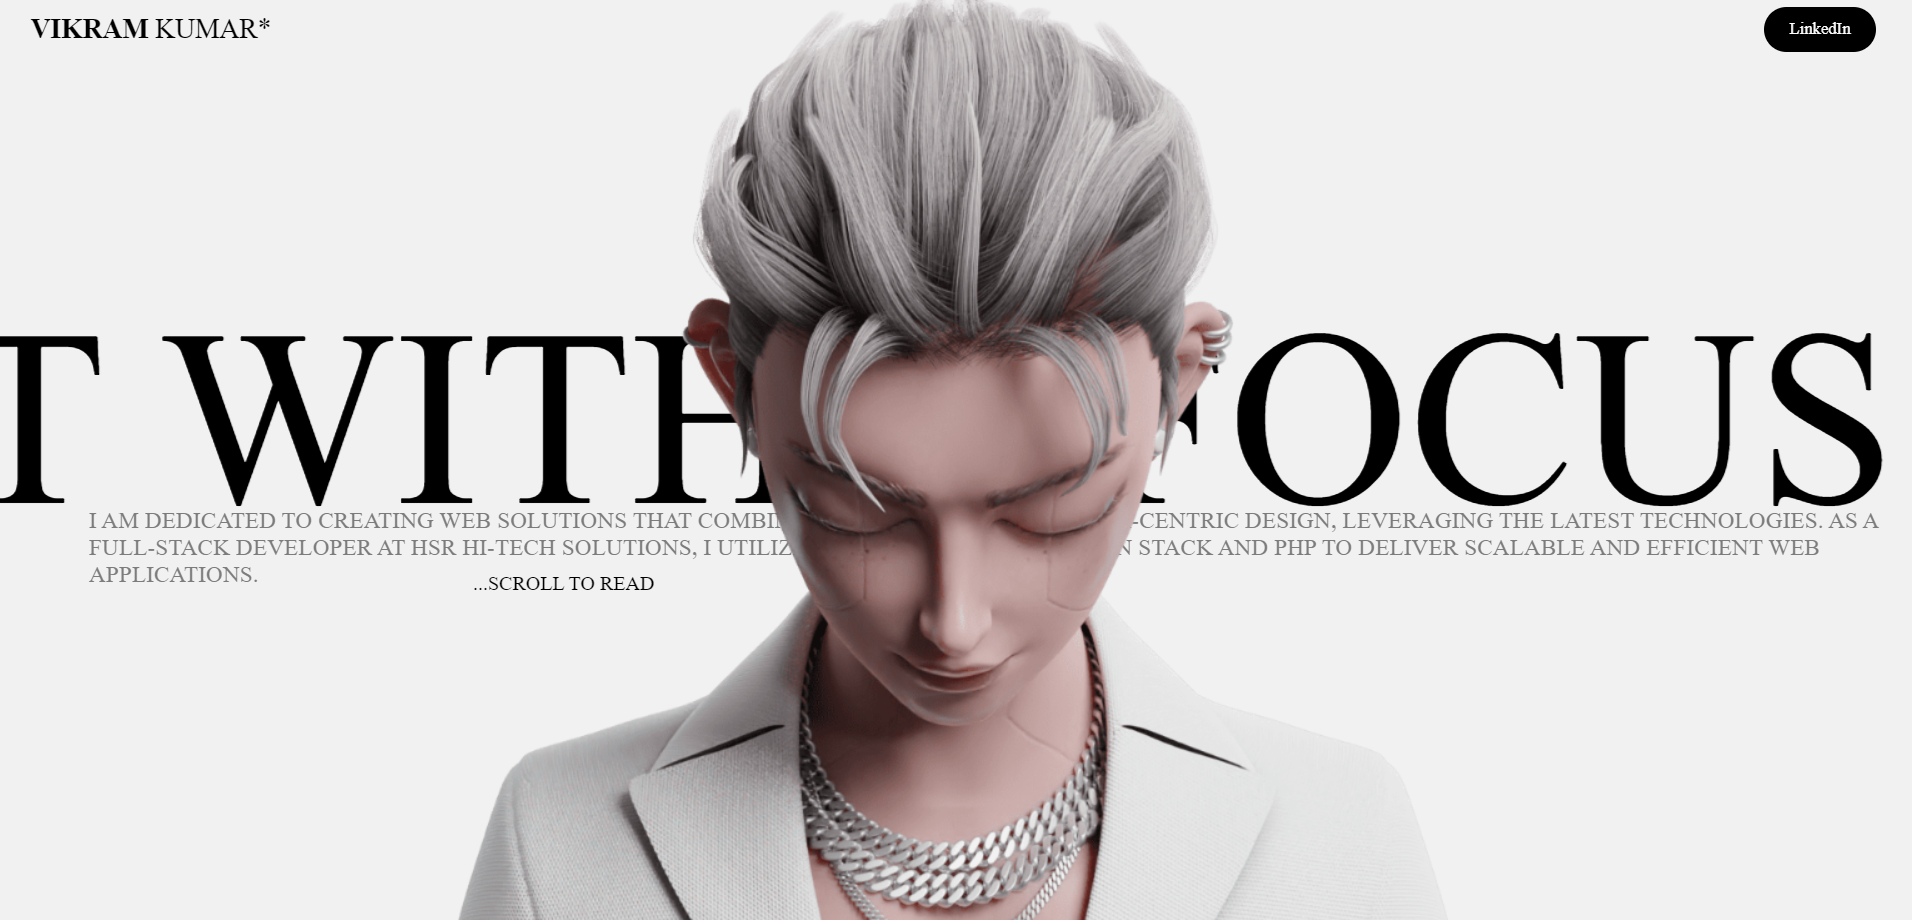 VIKRAM KUMAR*
LinkedIn
T WITH FOCUS
I AM DEDICATED TO CREATING WEB SOLUTIONS THAT -CENTRIC DESIGN, LEVERAGING THE LATEST TECHNOLOGIES. AS A
FULL-STACK DEVELOPER AT HSR HI-TECH SOLUTIONS, I STACK AND PHP TO DELIVER SCALABLE AND EFFICIENT WEB
APPLICATIONS.
...SCROLL TO READ